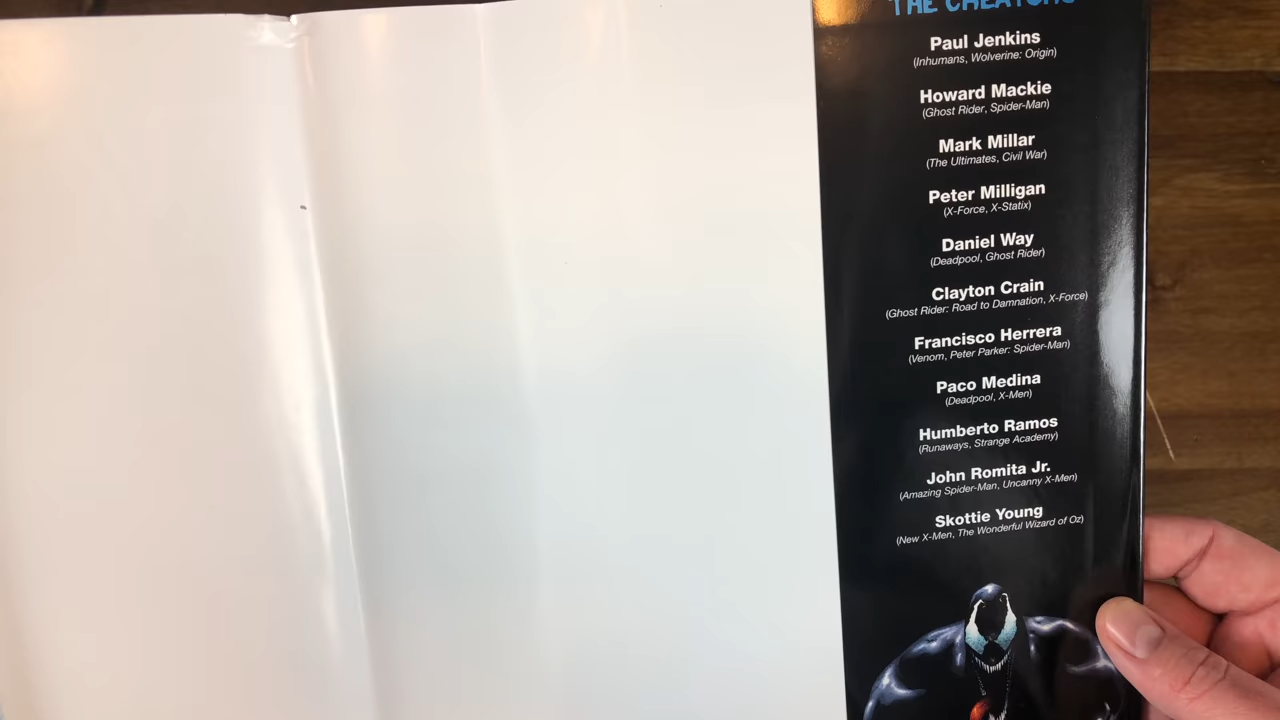 THE CREATORS
Paul Jenkins
(Inhumans, Wolverine: Origin)
Howard Mackie
(Ghost Rider, Spider-Man)
Mark Millar
(The Ultimates, Civil War)
Peter Milligan
(X-Force, X-Statix)
Daniel Way
(Deadpool, Ghost Rider)
Clayton Crain
(Ghost Rider: Road to Damnation, X-Force)
Francisco Herrera
(Venom, Peter Parker: Spider-Man)
Paco Medina
(Deadpool, X-Men)
Humberto Ramos
(Runaways, Strange Academy)
John Romita Jr.
(Amazing Spider-Man, Uncanny X-Men)
Skottie Young
(New X-Men, The Wonderful Wizard of Oz)